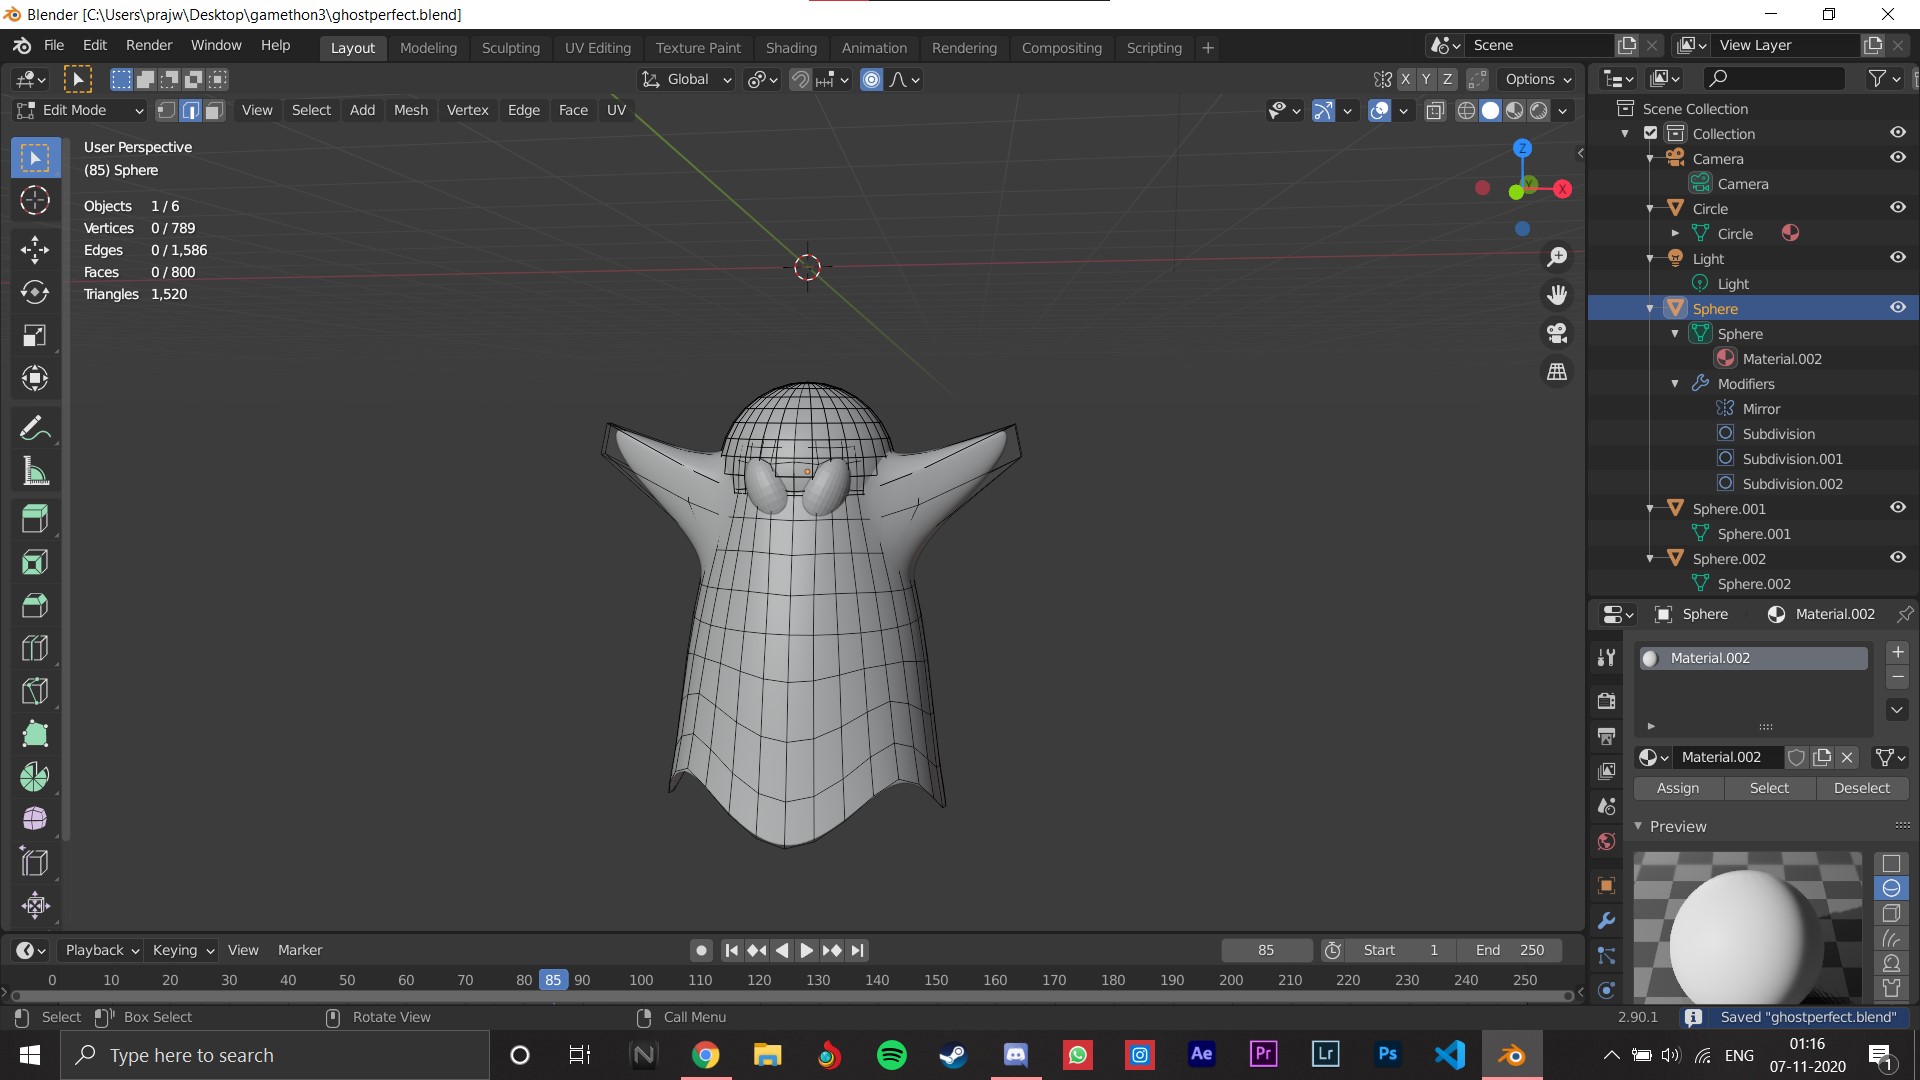 Blender [C:\Users\prajw\Desktop\gamethon3\ghostperfect.blend]
File Edit Render Window Help Layout Modeling Sculpting UV Editing Texture Paint Shading Animation Rendering Compositing Scripting + Scene View Layer
Global X Y Z Options
Edit Mode View Select Add Mesh Vertex Edge Face UV
User Perspective
(85) Sphere
Objects 1 / 6
Vertices 0 / 789
Edges 0 / 1,586
Faces 0 / 800
Triangles 1,520
Z
Y
X
Scene Collection
Collection
Camera
Camera
Circle
Circle
Light
Light
Sphere
Sphere
Material.002
Modifiers
Mirror
Subdivision
Subdivision.001
Subdivision.002
Sphere.001
Sphere.001
Sphere.002
Sphere.002
Sphere Material.002
Material.002
Material.002
Assign Select Deselect
Preview
Playback Keying View Marker 85 Start 1 End 250
0 10 20 30 40 50 60 70 80 85 90 100 110 120 130 140 150 160 170 180 190 200 210 220 230 240 250
Select Box Select Rotate View Call Menu 2.90.1 Saved "ghostperfect.blend"
Type here to search
N Ae Pr Lr Ps
ENG
01:16
07-11-2020
1